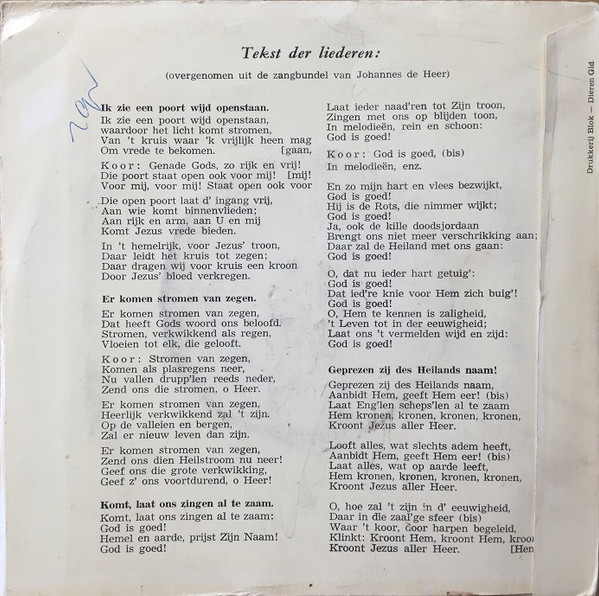 Tekst der liederen:
(overgenomen uit de zangbundel van Johannes de Heer)
Ik zie een poort wijd openstaan.
Ik zie een poort wijd openstaan,
waardoor het licht komt stromen,
Van 't kruis waar 'k vrijlijk heen mag
Om vrede te bekomen. [gaan,
Koor: Genade Gods, zo rijk en vrij!
Die poort staat open ook voor mij! [mij!
Voor mij, voor mij! Staat open ook voor
Die open poort laat d' ingang vrij,
Aan wie komt binnenvlieden;
Aan rijk en arm, aan U en mij
Komt Jezus vrede bieden.
In 't hemelrijk, voor Jezus' troon,
Daar leidt het kruis tot zegen;
Daar dragen wij voor kruis een kroon
Door Jezus' bloed verkregen.
Er komen stromen van zegen.
Er komen stromen van zegen,
Dat heeft Gods woord ons beloofd.
Stromen, verkwikkend als regen,
Vloeien tot elk, die gelooft.
Koor: Stromen van zegen,
Komen als plasregens neer,
Nu vallen drupp'len reeds neder,
Zend ons die stromen, o Heer.
Er komen stromen van zegen,
Heerlijk verkwikkend zal 't zijn.
Op de valleien en bergen,
Zal er nieuw leven dan zijn.
Er komen stromen van zegen,
Zend ons dien Heilstroom nu neer!
Geef ons die grote verkwikking,
Geef z' ons voortdurend, o Heer!
Komt, laat ons zingen al te zaam.
Komt, laat ons zingen al te zaam:
God is goed!
Hemel en aarde, prijst Zijn Naam!
God is goed!
Laat ieder naad'ren tot Zijn troon,
Zingen met ons op blijden toon,
In melodieën, rein en schoon:
God is goed!
Koor: God is goed, (bis)
In melodieën, enz.
En zo mijn hart en vlees bezwijkt,
God is goed!
Hij is de Rots, die nimmer wijkt;
God is goed!
Ja, ook de kille doodsjordaan
Brengt ons niet meer verschrikking aan;
Daar zal de Heiland met ons gaan:
God is goed!
O, dat nu ieder hart getuig':
God is goed!
Dat ied're knie voor Hem zich buig'!
God is goed!
O, Hem te kennen is zaligheid,
't Leven tot in der eeuwigheid;
Laat ons 't vermelden wijd en zijd:
God is goed!
Geprezen zij des Heilands naam!
Geprezen zij des Heilands naam,
Aanbidt Hem, geeft Hem eer! (bis)
Laat Eng'len scheps'len al te zaam
Hem kronen, kronen, kronen, kronen,
Kroont Jezus aller Heer.
Looft alles, wat slechts adem heeft,
Aanbidt Hem, geeft Hem eer! (bis)
Laat alles, wat op aarde leeft,
Hem kronen, kronen, kronen, kronen,
Kroont Jezus aller Heer.
O, hoe zal 't zijn in d' eeuwigheid,
Daar in die zaal'ge sfeer (bis)
Waar 't koor, door harpen begeleid,
Klinkt: Kroont Hem, kroont Hem, kroo
Kroont Jezus aller Heer. [Hen
Drukkerij Blok — Dieren Gld